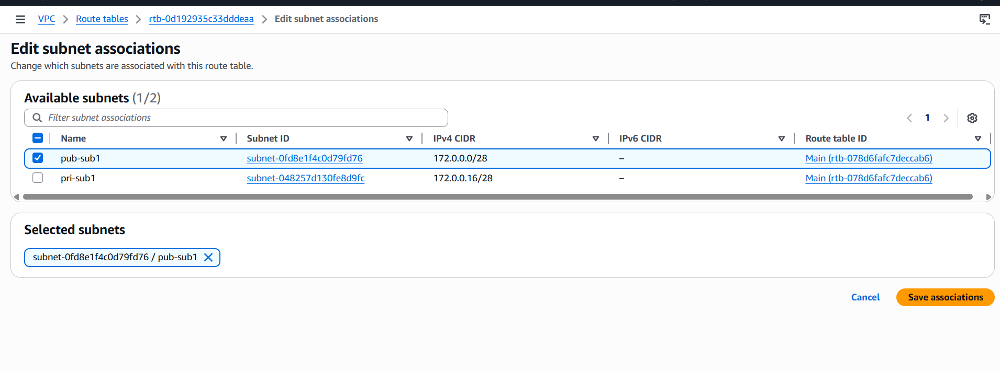 VPC > Route tables > rtb-0d192935c33dddeaa > Edit subnet associations
Edit subnet associations
Change which subnets are associated with this route table.
Available subnets (1/2)
Filter subnet associations
1
Name Subnet ID IPv4 CIDR IPv6 CIDR Route table ID
pub-sub1 subnet-0fd8e1f4c0d79fd76 172.0.0.0/28 – Main (rtb-078d6fafc7deccab6)
pri-sub1 subnet-048257d130fe8d9fc 172.0.0.16/28 – Main (rtb-078d6fafc7deccab6)
Selected subnets
subnet-0fd8e1f4c0d79fd76 / pub-sub1
Cancel Save associations